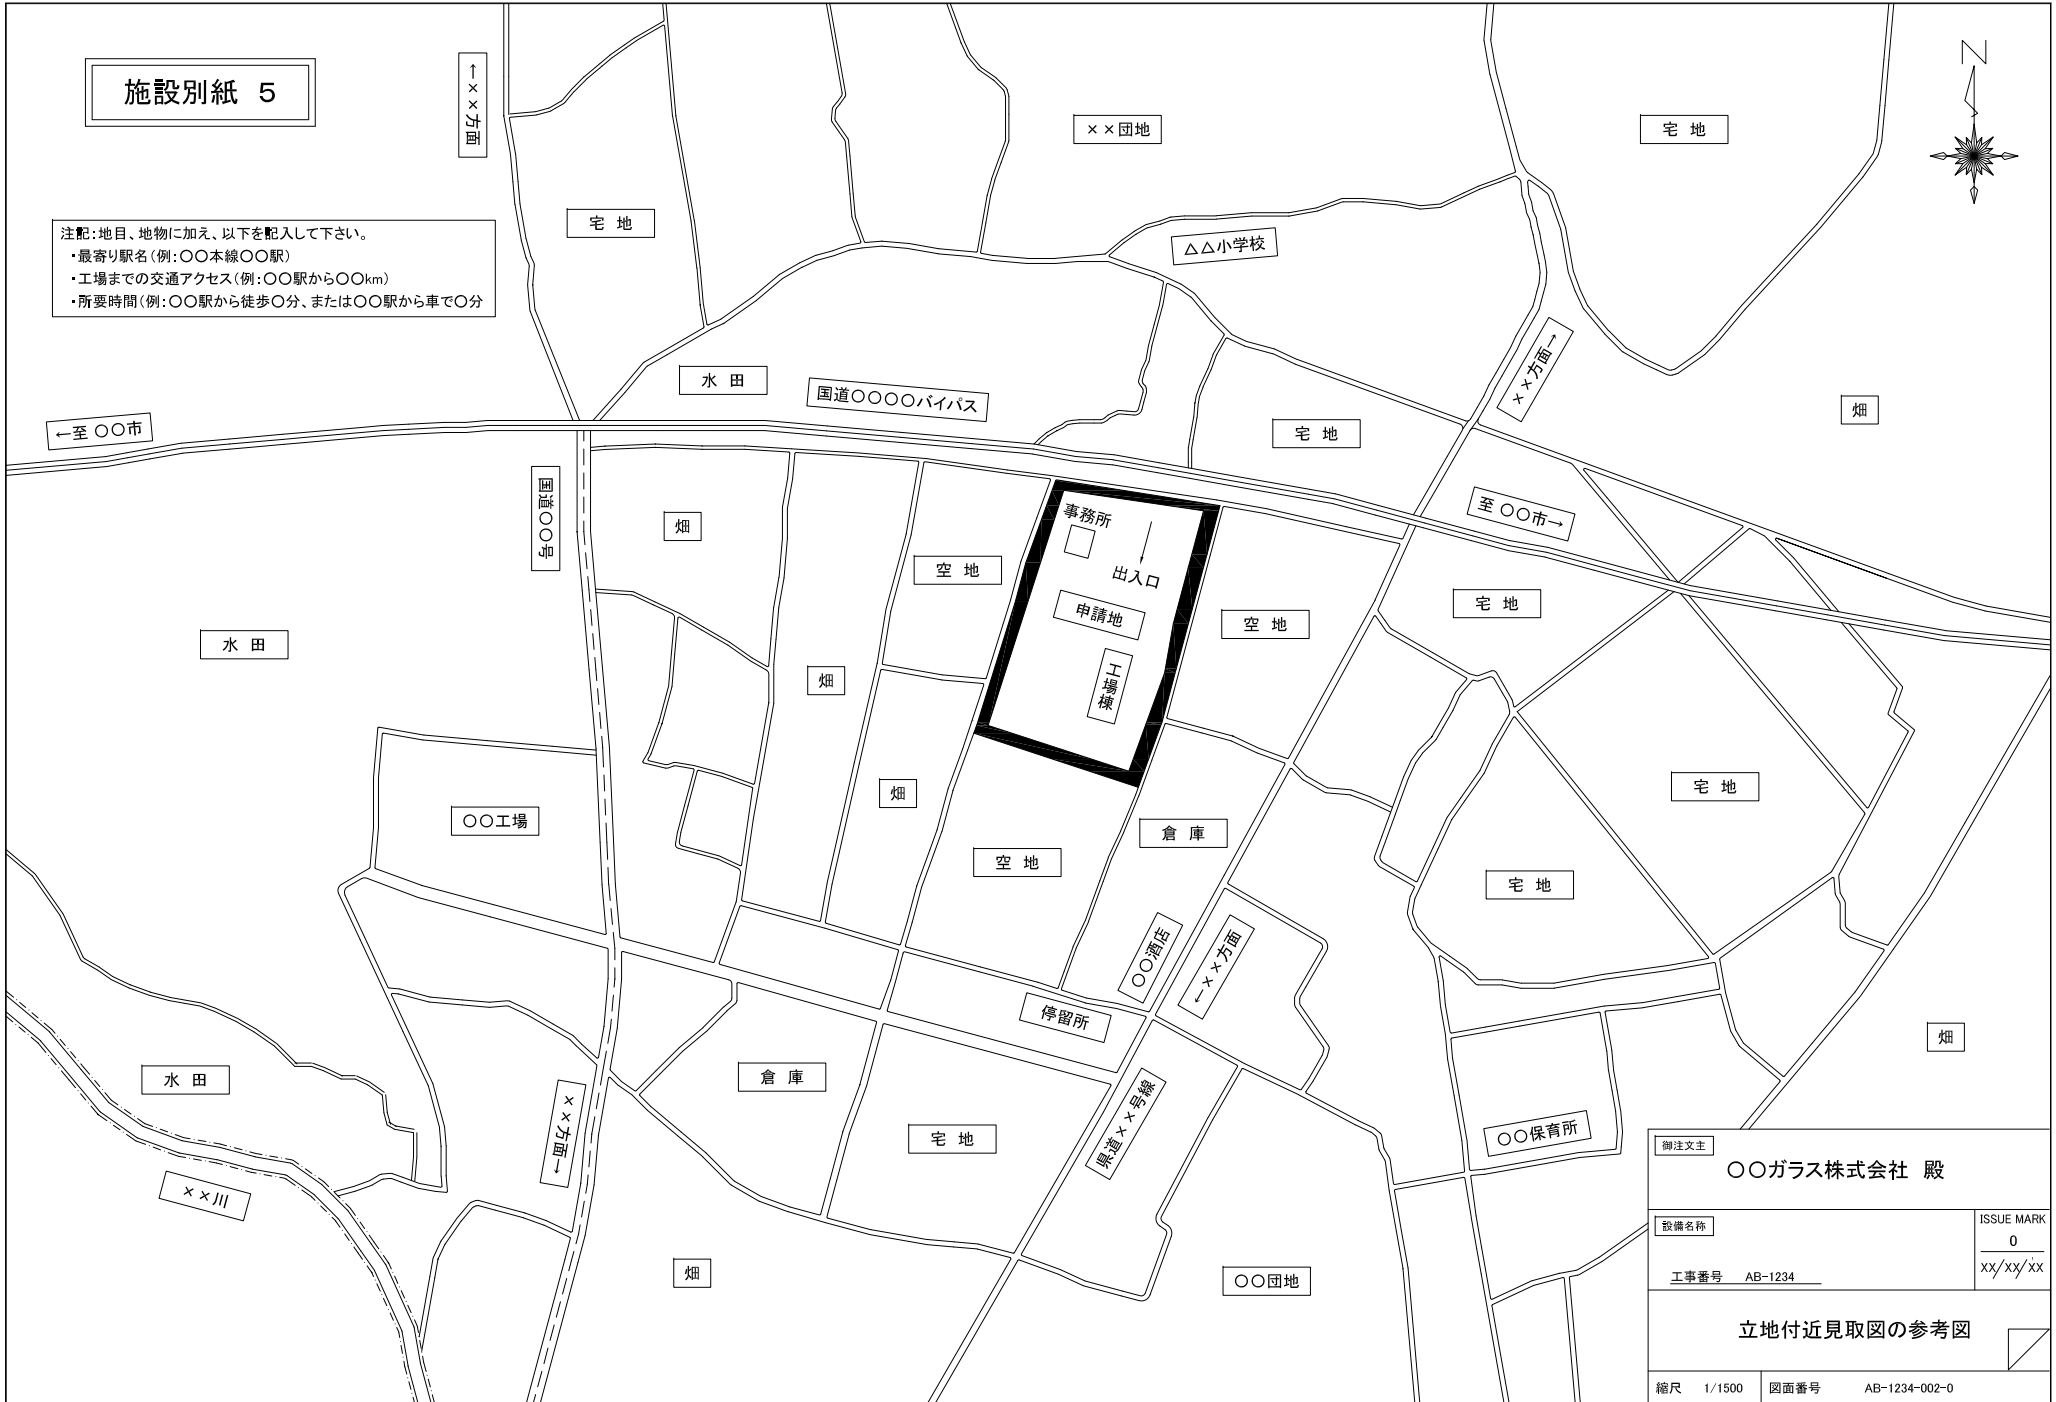 施設別紙 5
←××方面
××団地
宅 地
N
宅 地
△△小学校
注記:地目、地物に加え、以下を記入して下さい。
・最寄り駅名(例:○○本線○○駅)
・工場までの交通アクセス(例:○○駅から○○km)
・所要時間(例:○○駅から徒歩○分、または○○駅から車で○分
××方面→
水 田
国道○○○○バイパス
←至 ○○市
宅 地
畑
国道○○号
畑
事務所
出入口
至 ○○市→
空 地
申請地
空 地
宅 地
水 田
畑
工場棟
畑
宅 地
○○工場
倉 庫
空 地
宅 地
○○酒店
←××方面
停留所
畑
水 田
倉 庫
××方面→
宅 地
県道××号線
○○保育所
××川
畑
○○団地
御注文主
○○ガラス株式会社 殿
設備名称
ISSUE MARK
0
xx/xx/xx
工事番号 AB-1234
立地付近見取図の参考図
縮尺 1/1500 図面番号 AB-1234-002-0